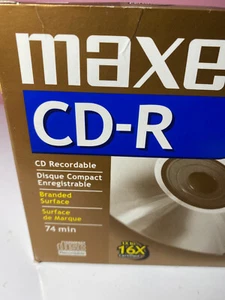 maxe
CD-R
CD Recordable
Disque Compact
Enregistrable
Branded
Surface
Surface
de Marque
74 min
16X